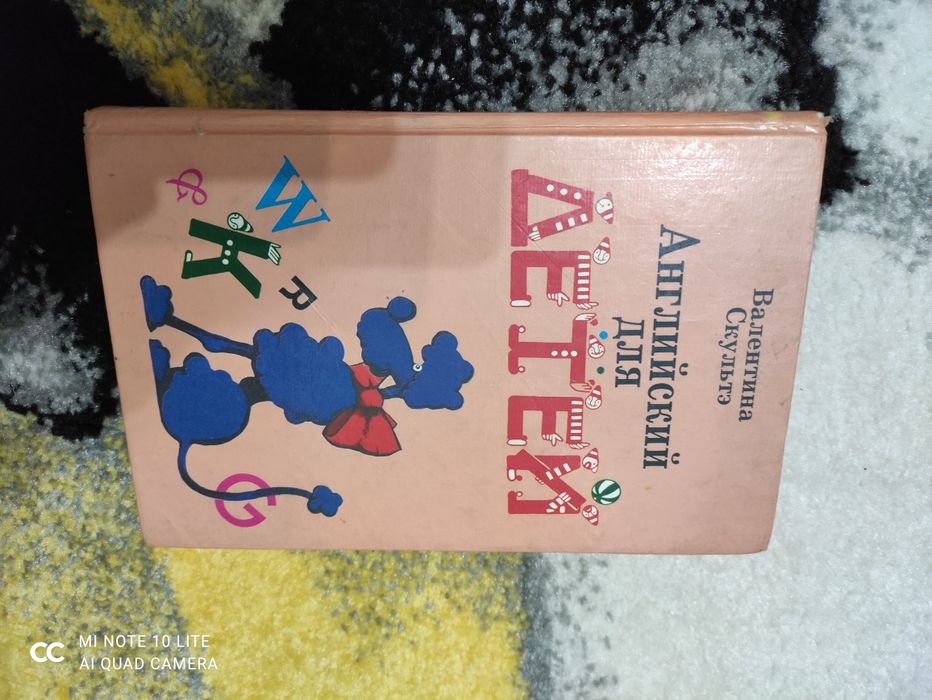 Валентина
Скультэ
АНГЛИЙСКИЙ
ДЛЯ
ДЕТЕЙ
W
&
K
R
G
MI NOTE 10 LITE
AI QUAD CAMERA